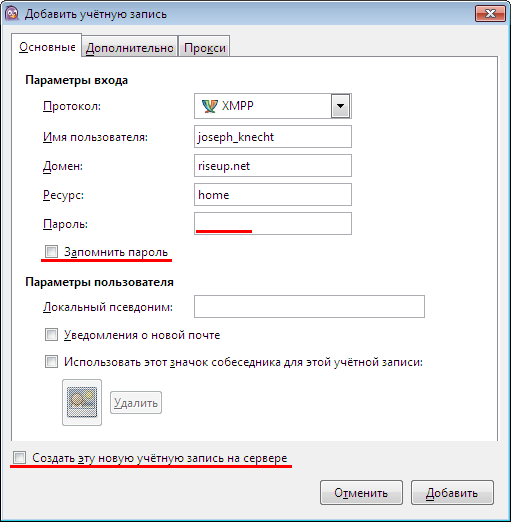 Добавить учётную запись
Основные Дополнительно Прокси
Параметры входа
Протокол: XMPP
Имя пользователя: joseph_knecht
Домен: riseup.net
Ресурс: home
Пароль:
Запомнить пароль
Параметры пользователя
Локальный псевдоним:
Уведомления о новой почте
Использовать этот значок собеседника для этой учётной записи:
Удалить
Создать эту новую учётную запись на сервере
Отменить Добавить